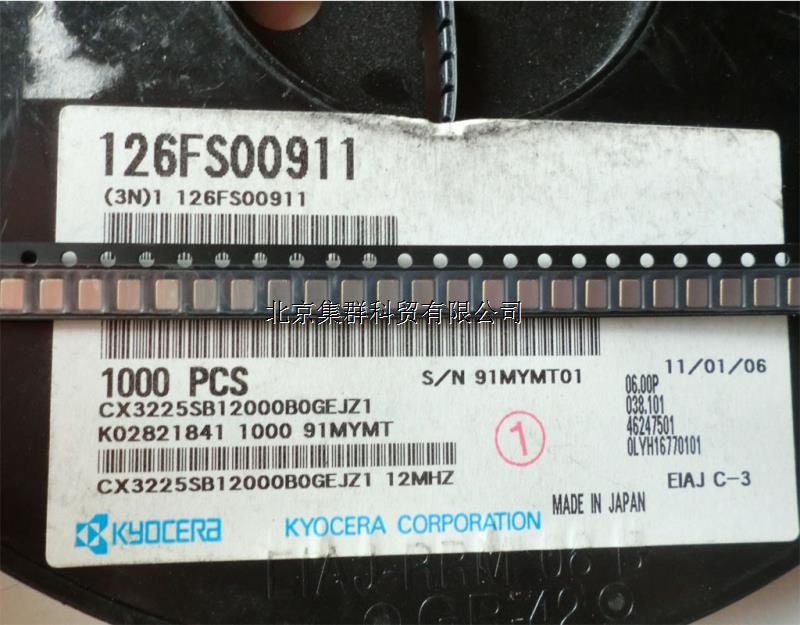 126FS00911
(3N)1 126FS00911
北京集群科贸有限公司
1000 PCS
S/N 91MYMT01
11/01/06
CX3225SB12000B0GEJZ1
K02821841 1000 91MYMT
1
06.00P
038.101
46247501
0LYH16770101
CX3225SB12000B0GEJZ1 12MHZ
EIAJ C-3
MADE IN JAPAN
KYOCERA
KYOCERA CORPORATION